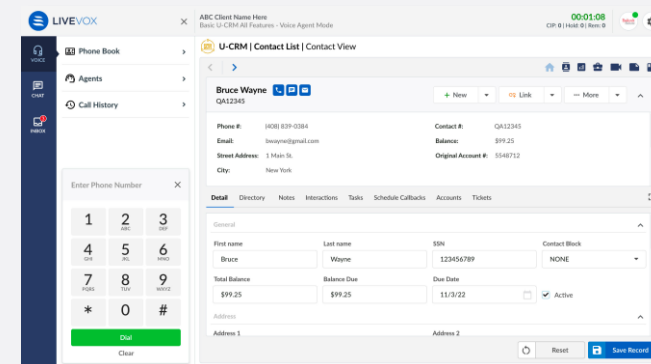 LIVEVOX
ABC Client Name Here
Basic U-CRM All Features - Voice Agent Mode
00:01:08
CIP: 0 | Hold: 0 | Rem: 8
VOICE
CHAT
INBOX
Phone Book
Agents
Call History
U-CRM | Contact List | Contact View
Bruce Wayne
QA12345
+ New
Link
More
Phone #: (408) 839-0384
Contact #: QA12345
Email: bwayne@gmail.com
Balance: $99.25
Street Address: 1 Main St.
Original Account #: 5548712
City: New York
Detail Directory Notes Interactions Tasks Schedule Callbacks Accounts Tickets
General
First name Last name SSN Contact Block
Bruce Wayne 123456789 NONE
Total Balance Balance Due Due Date
$99.25 $99.25 11/3/22 Active
Address
Address 1 Address 2
Reset Save Record
Enter Phone Number
1 2 ABC 3 DEF
4 GHI 5 JKL 6 MNO
7 PQRS 8 TUV 9 WXYZ
* 0 #
Dial
Clear